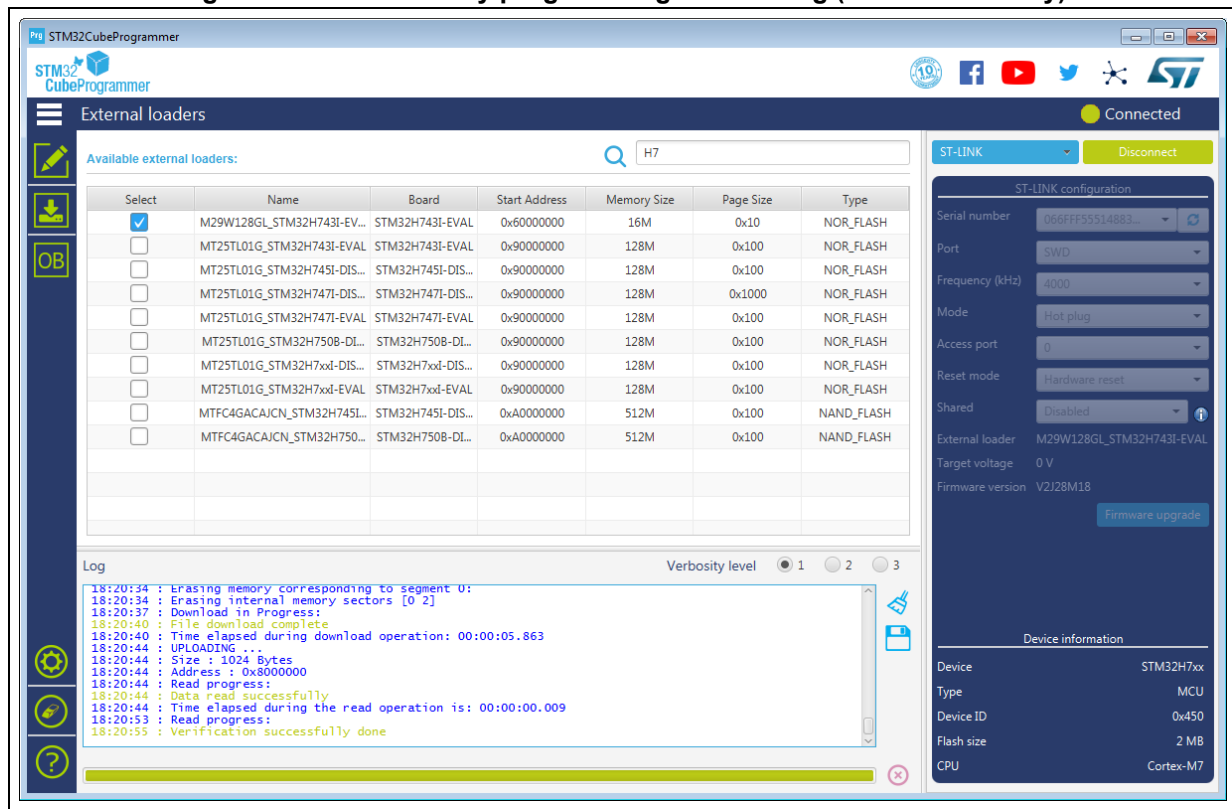 STM32CubeProgrammer
STM32
CubeProgrammer
External loaders
Connected
Available external loaders:
H7
ST-LINK
Disconnect
Select Name Board Start Address Memory Size Page Size Type
M29W128GL_STM32H743I-EV... STM32H743I-EVAL 0x60000000 16M 0x10 NOR_FLASH
MT25TL01G_STM32H743I-EVAL STM32H743I-EVAL 0x90000000 128M 0x100 NOR_FLASH
MT25TL01G_STM32H745I-DIS... STM32H745I-DIS... 0x90000000 128M 0x100 NOR_FLASH
MT25TL01G_STM32H747I-DIS... STM32H747I-DIS... 0x90000000 128M 0x1000 NOR_FLASH
MT25TL01G_STM32H747I-EVAL STM32H747I-EVAL 0x90000000 128M 0x100 NOR_FLASH
MT25TL01G_STM32H750B-DI... STM32H750B-DI... 0x90000000 128M 0x100 NOR_FLASH
MT25TL01G_STM32H7xxI-DIS... STM32H7xxI-DIS... 0x90000000 128M 0x100 NOR_FLASH
MT25TL01G_STM32H7xxI-EVAL STM32H7xxI-EVAL 0x90000000 128M 0x100 NOR_FLASH
MTFC4GACAJCN_STM32H745I... STM32H745I-DIS... 0xA0000000 512M 0x100 NAND_FLASH
MTFC4GACAJCN_STM32H750... STM32H750B-DI... 0xA0000000 512M 0x100 NAND_FLASH
ST-LINK configuration
Serial number 066FFF55514883...
Port SWD
Frequency (kHz) 4000
Mode Hot plug
Access port 0
Reset mode Hardware reset
Shared Disabled
External loader M29W128GL_STM32H743I-EVAL
Target voltage 0 V
Firmware version V2J28M18
Firmware upgrade
OB
Log
Verbosity level 1 2 3
18:20:34 : Erasing memory corresponding to segment 0:
18:20:34 : Erasing internal memory sectors [0 2]
18:20:37 : Download in Progress:
18:20:40 : File download complete
18:20:40 : Time elapsed during download operation: 00:00:05.863
18:20:44 : UPLOADING ...
18:20:44 : Size : 1024 Bytes
18:20:44 : Address : 0x8000000
18:20:44 : Read progress:
18:20:44 : Data read successfully
18:20:44 : Time elapsed during the read operation is: 00:00:00.009
18:20:53 : Read progress:
18:20:55 : Verification successfully done
Device information
Device STM32H7xx
Type MCU
Device ID 0x450
Flash size 2 MB
CPU Cortex-M7